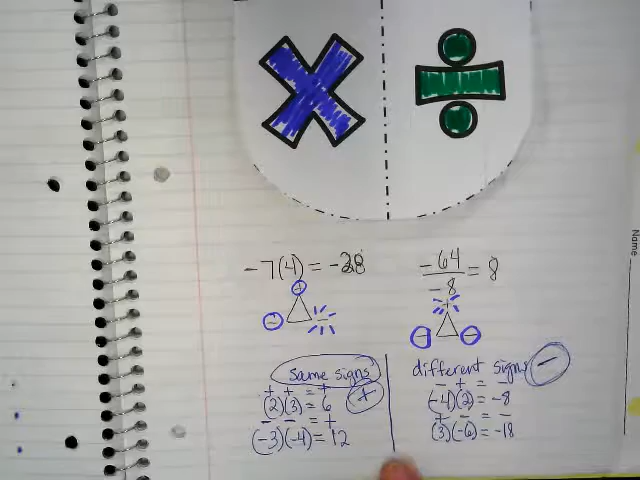 -7(4) = -28
-64/-8 = 8
+
- -
+
- -
same signs +
+ + = +
(2)(3) = 6
- - = +
(-3)(-4) = 12
different signs -
- + = -
(-4)(2) = -8
+ - = -
(3)(-6) = -18
Name